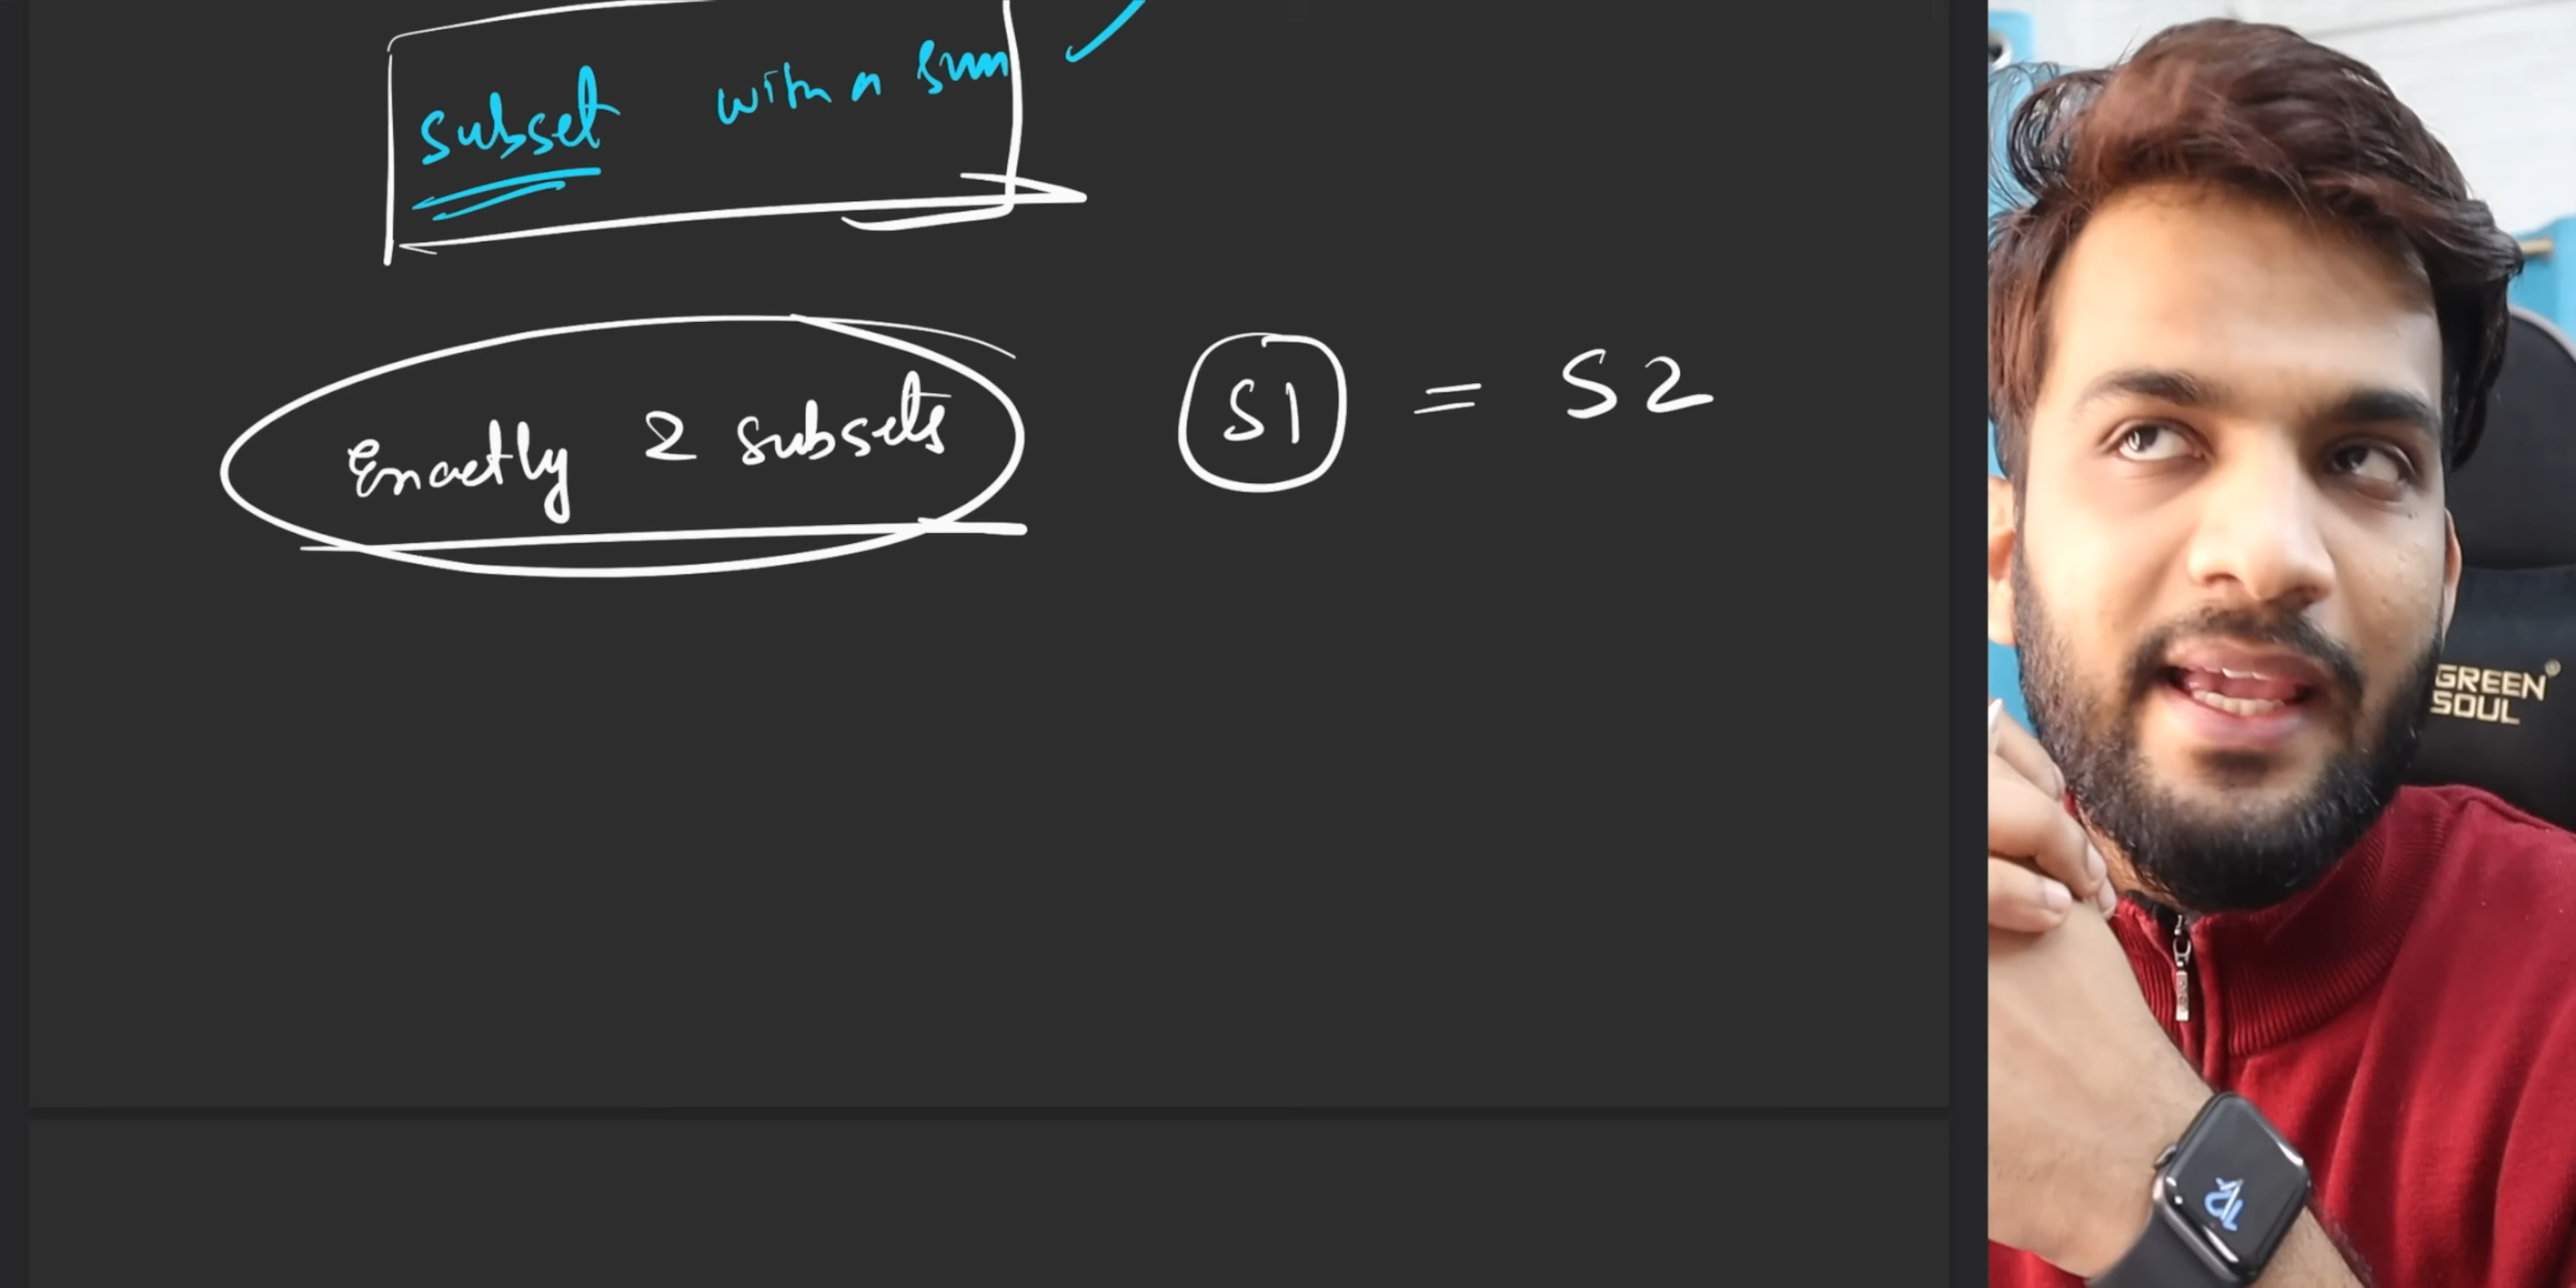 subset with a sum
Exactly 2 subsets
S1 = S2
GREEN
SOUL